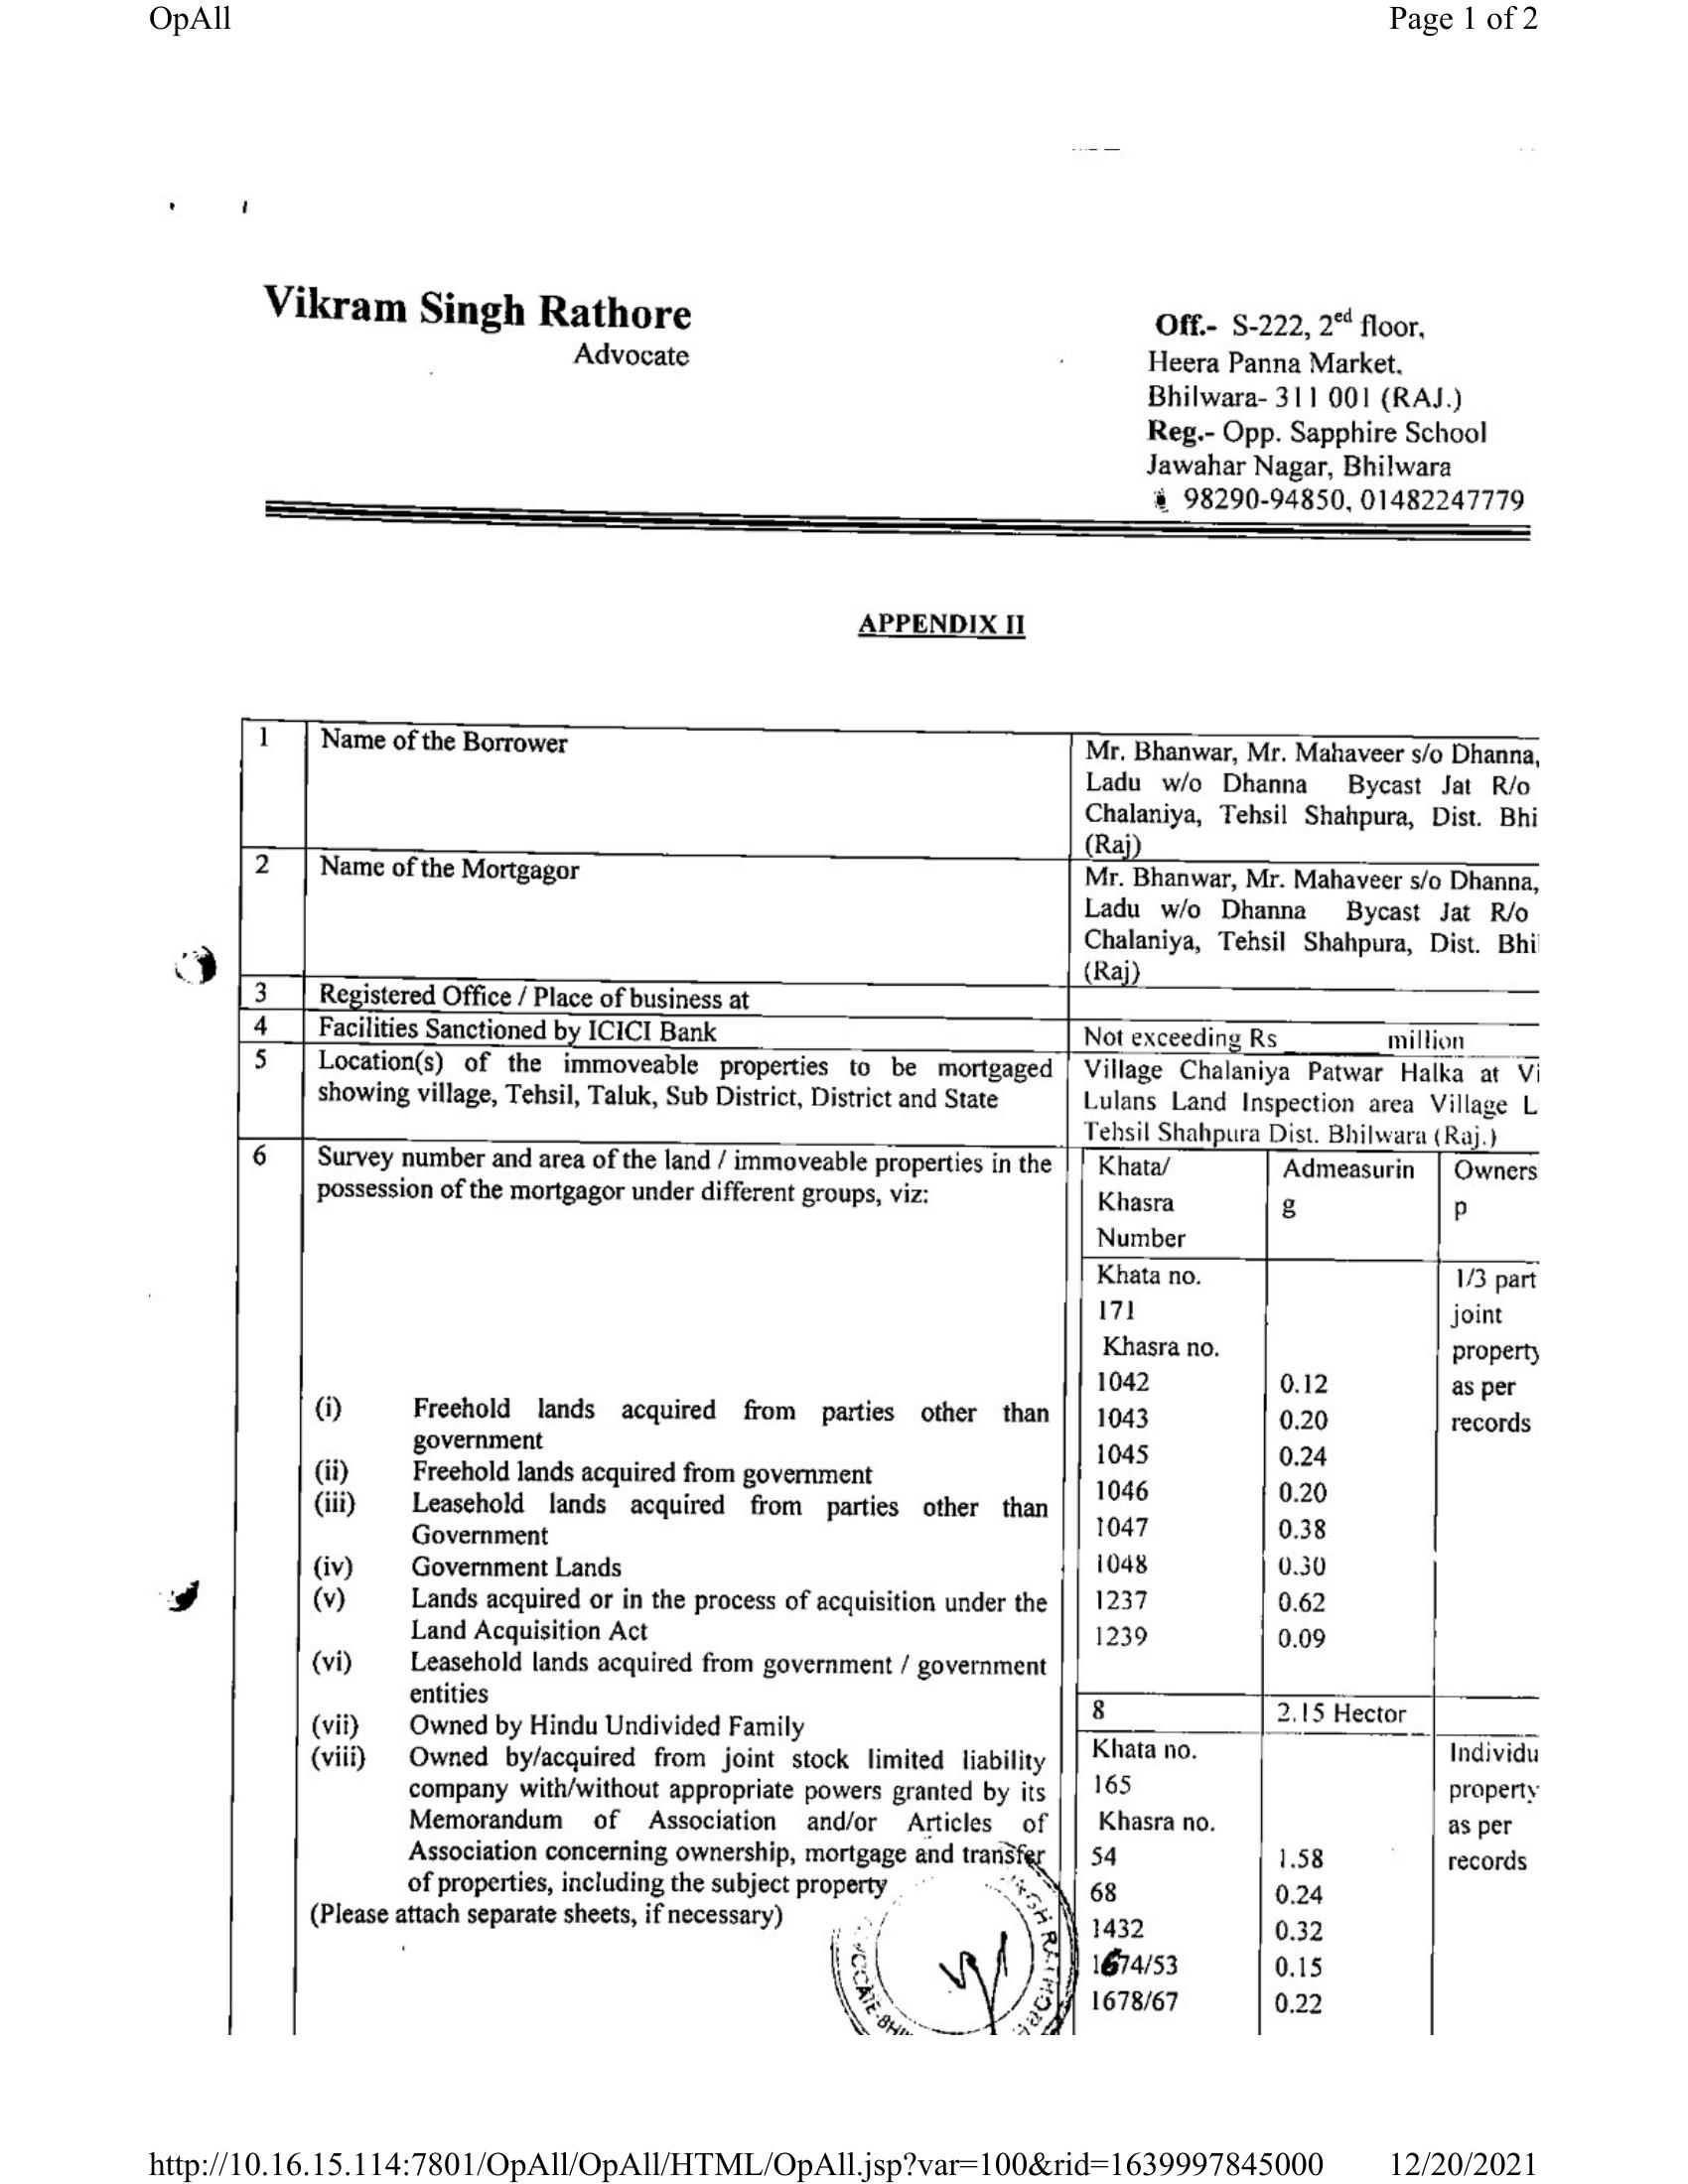 OpAll Page 1 of 2
Vikram Singh Rathore
Advocate
Off.- S-222, 2ed floor,
Heera Panna Market.
Bhilwara- 311 001 (RAJ.)
Reg.- Opp. Sapphire School
Jawahar Nagar, Bhilwara
98290-94850, 01482247779
APPENDIX II
1 Name of the Borrower
Mr. Bhanwar, Mr. Mahaveer s/o Dhanna,
Ladu w/o Dhanna Bycast Jat R/o
Chalaniya, Tehsil Shahpura, Dist. Bhi
(Raj)
2 Name of the Mortgagor
Mr. Bhanwar, Mr. Mahaveer s/o Dhanna,
Ladu w/o Dhanna Bycast Jat R/o
Chalaniya, Tehsil Shahpura, Dist. Bhi
(Raj)
3 Registered Office / Place of business at
4 Facilities Sanctioned by ICICI Bank Not exceeding Rs ________ million
5 Location(s) of the immoveable properties to be mortgaged
showing village, Tehsil, Taluk, Sub District, District and State
Village Chalaniya Patwar Halka at Vi
Lulans Land Inspection area Village L
Tehsil Shahpura Dist. Bhilwara (Raj.)
6 Survey number and area of the land / immoveable properties in the
possession of the mortgagor under different groups, viz:
(i) Freehold lands acquired from parties other than
government
(ii) Freehold lands acquired from government
(iii) Leasehold lands acquired from parties other than
Government
(iv) Government Lands
(v) Lands acquired or in the process of acquisition under the
Land Acquisition Act
(vi) Leasehold lands acquired from government / government
entities
(vii) Owned by Hindu Undivided Family
(viii) Owned by/acquired from joint stock limited liability
company with/without appropriate powers granted by its
Memorandum of Association and/or Articles of
Association concerning ownership, mortgage and transfer
of properties, including the subject property
(Please attach separate sheets, if necessary)
Khata/ Admeasurin Owners
Khasra g p
Number
Khata no. 1/3 part
171 joint
Khasra no. property
1042 0.12 as per
1043 0.20 records
1045 0.24
1046 0.20
1047 0.38
1048 0.30
1237 0.62
1239 0.09
8 2.15 Hector
Khata no. Individu
165 property
Khasra no. as per
54 1.58 records
68 0.24
1432 0.32
1674/53 0.15
1678/67 0.22
http://10.16.15.114:7801/OpAll/OpAll/HTML/OpAll.jsp?var=100&rid=1639997845000 12/20/2021